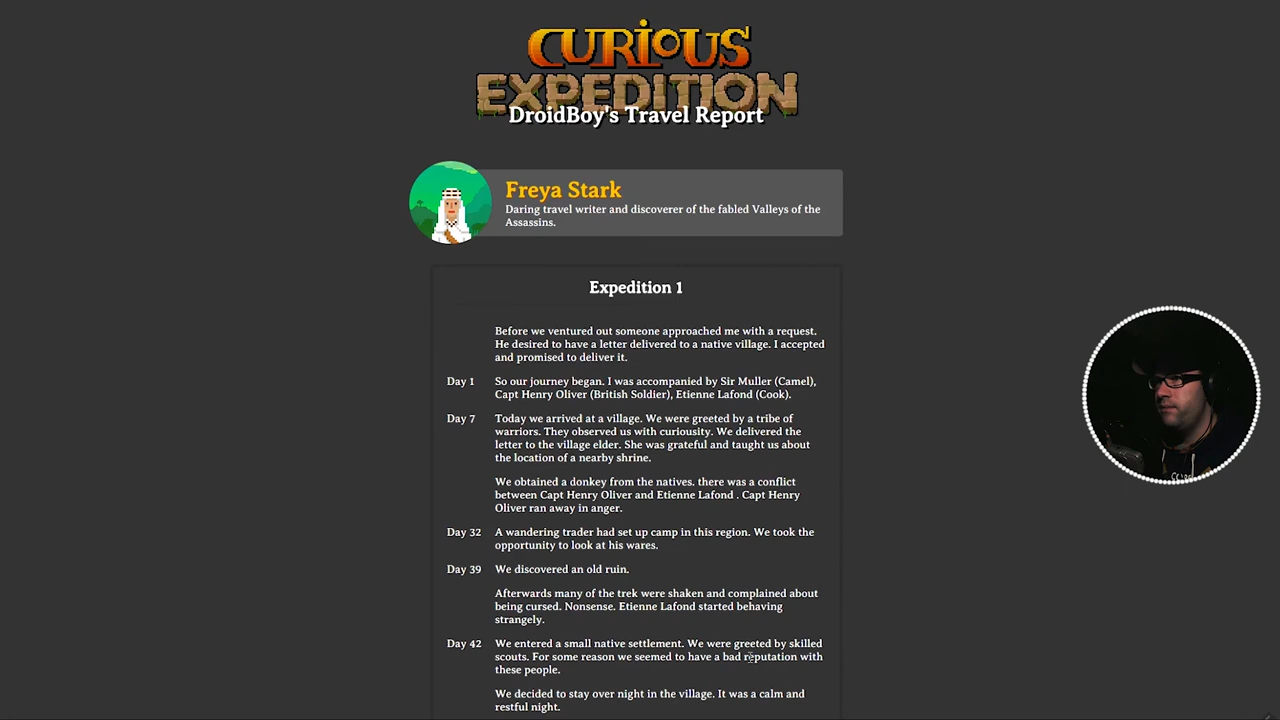 CURIOUS
EXPEDITION
DroidBoy's Travel Report
Freya Stark
Daring travel writer and discoverer of the fabled Valleys of the
Assassins.
Expedition 1
Before we ventured out someone approached me with a request.
He desired to have a letter delivered to a native village. I accepted
and promised to deliver it.
Day 1 So our journey began. I was accompanied by Sir Muller (Camel),
Capt Henry Oliver (British Soldier), Etienne Lafond (Cook).
Day 7 Today we arrived at a village. We were greeted by a tribe of
warriors. They observed us with curiousity. We delivered the
letter to the village elder. She was grateful and taught us about
the location of a nearby shrine.
We obtained a donkey from the natives. there was a conflict
between Capt Henry Oliver and Etienne Lafond . Capt Henry
Oliver ran away in anger.
Day 32 A wandering trader had set up camp in this region. We took the
opportunity to look at his wares.
Day 39 We discovered an old ruin.
Afterwards many of the trek were shaken and complained about
being cursed. Nonsense. Etienne Lafond started behaving
strangely.
Day 42 We entered a small native settlement. We were greeted by skilled
scouts. For some reason we seemed to have a bad reputation with
these people.
We decided to stay over night in the village. It was a calm and
restful night.